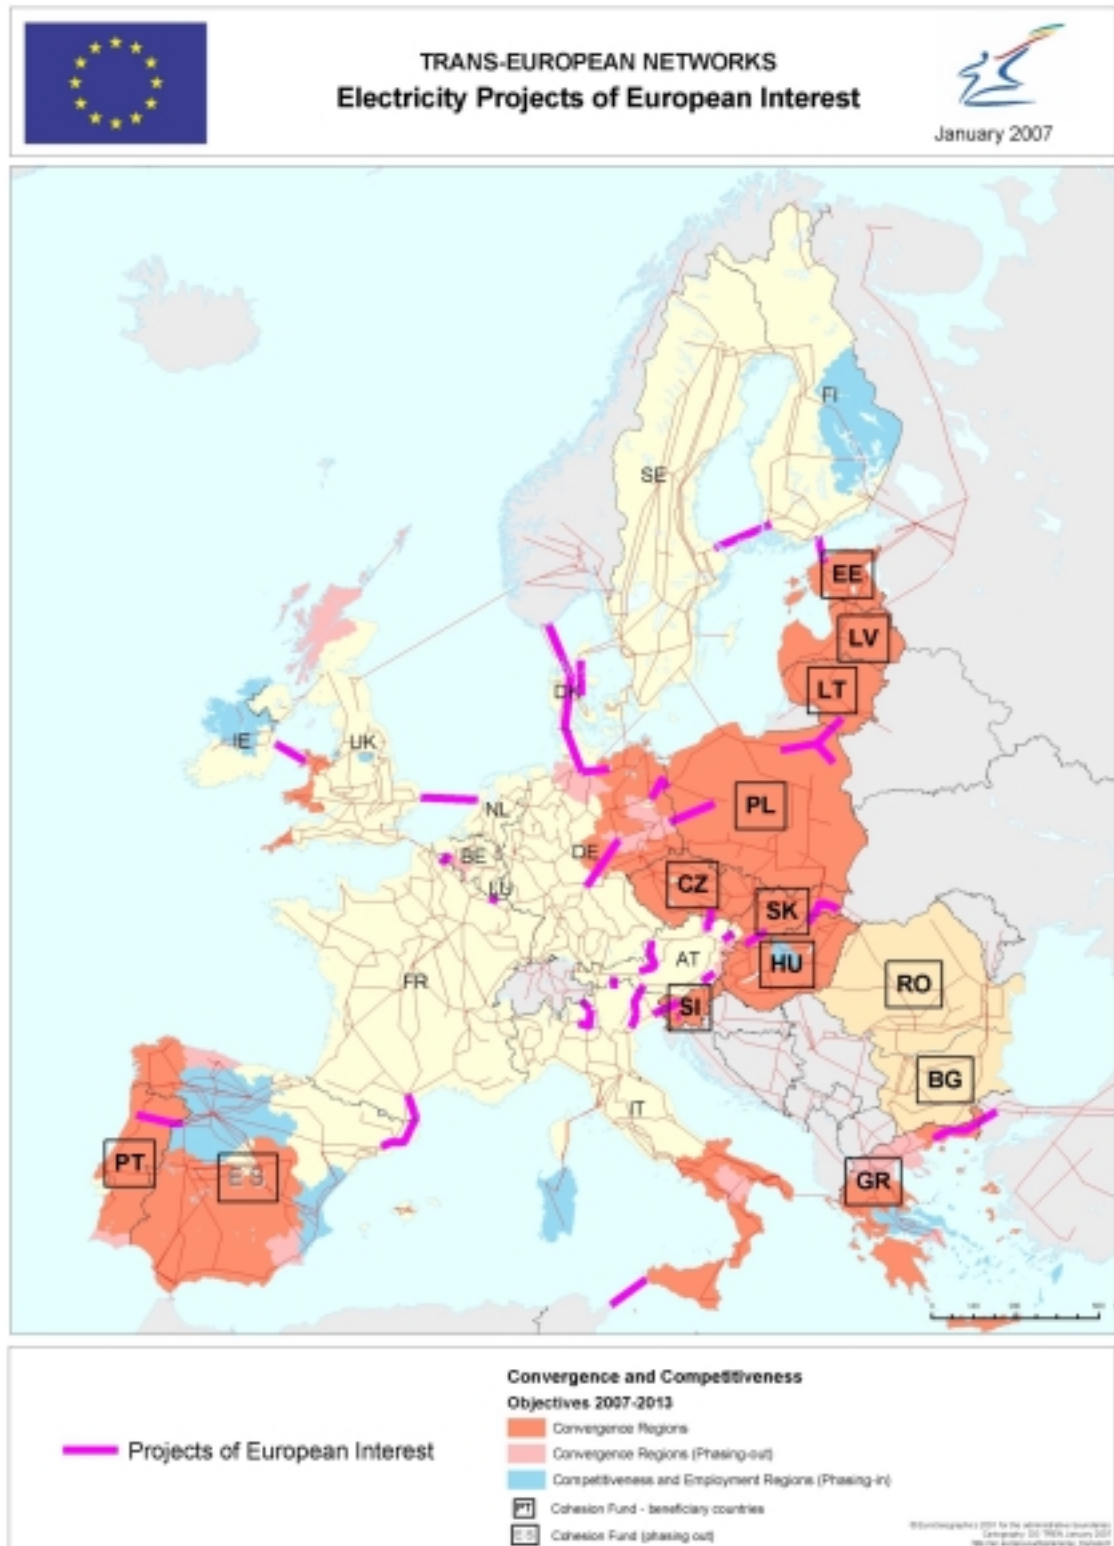 TRANS-EUROPEAN NETWORKS
Electricity Projects of European Interest
January 2007
FI
SE
EE
LV
LT
DK
IE
UK
NL
PL
BE
DE
LU
CZ
SK
AT
HU
FR
RO
SI
BG
IT
PT
ES
GR
Convergence and Competitiveness
Objectives 2007-2013
Convergence Regions
Projects of European Interest
Convergence Regions (Phasing-out)
Competitiveness and Employment Regions (Phasing-in)
PT Cohesion Fund - beneficiary countries
ES Cohesion Fund (phasing out)